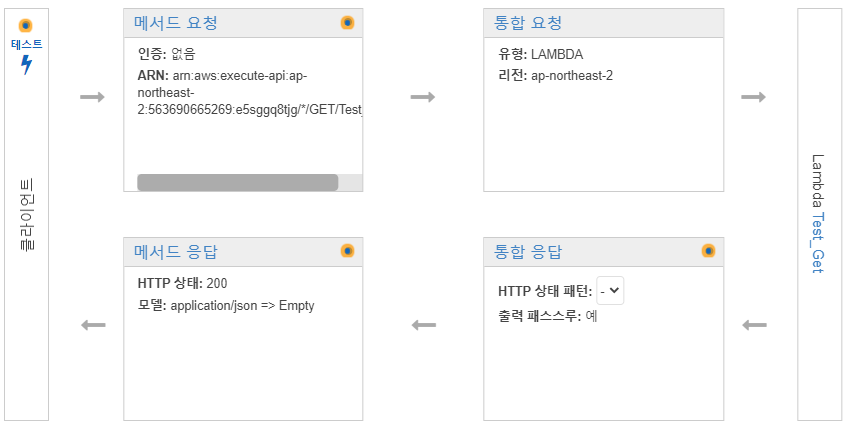 테스트
클라이언트
메서드 요청
인증: 없음
ARN: arn:aws:execute-api:ap-
northeast-
2:563690665269:e5sggq8tjg/*/GET/Test_
통합 요청
유형: LAMBDA
리전: ap-northeast-2
Lambda Test_Get
메서드 응답
HTTP 상태: 200
모델: application/json => Empty
통합 응답
HTTP 상태 패턴: -
출력 패스스루: 예